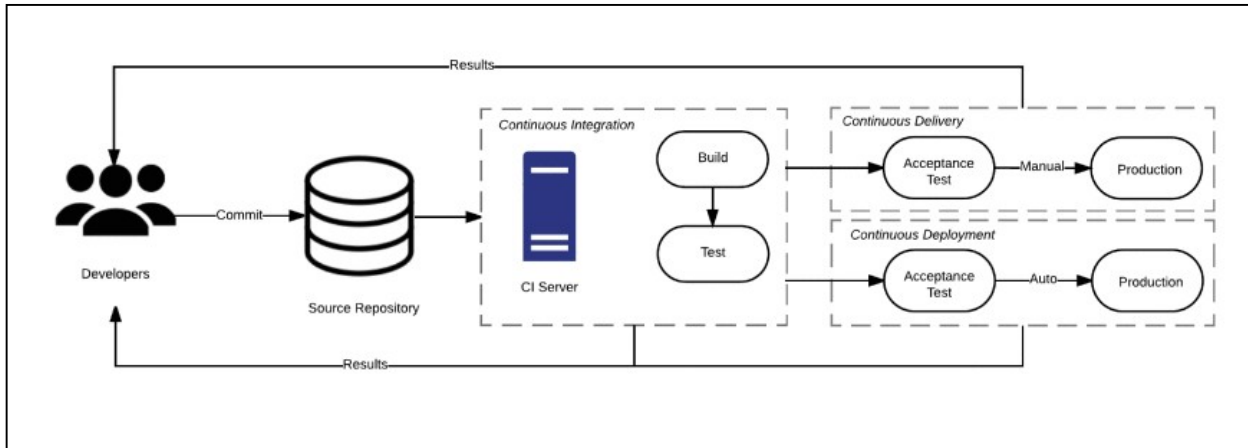 Results
Continuous Integration
Continuous Delivery
Build
Acceptance
Test
Manual
Production
Commit
Continuous Deployment
Test
Acceptance
Test
Auto
Production
Developers
CI Server
Source Repository
Results